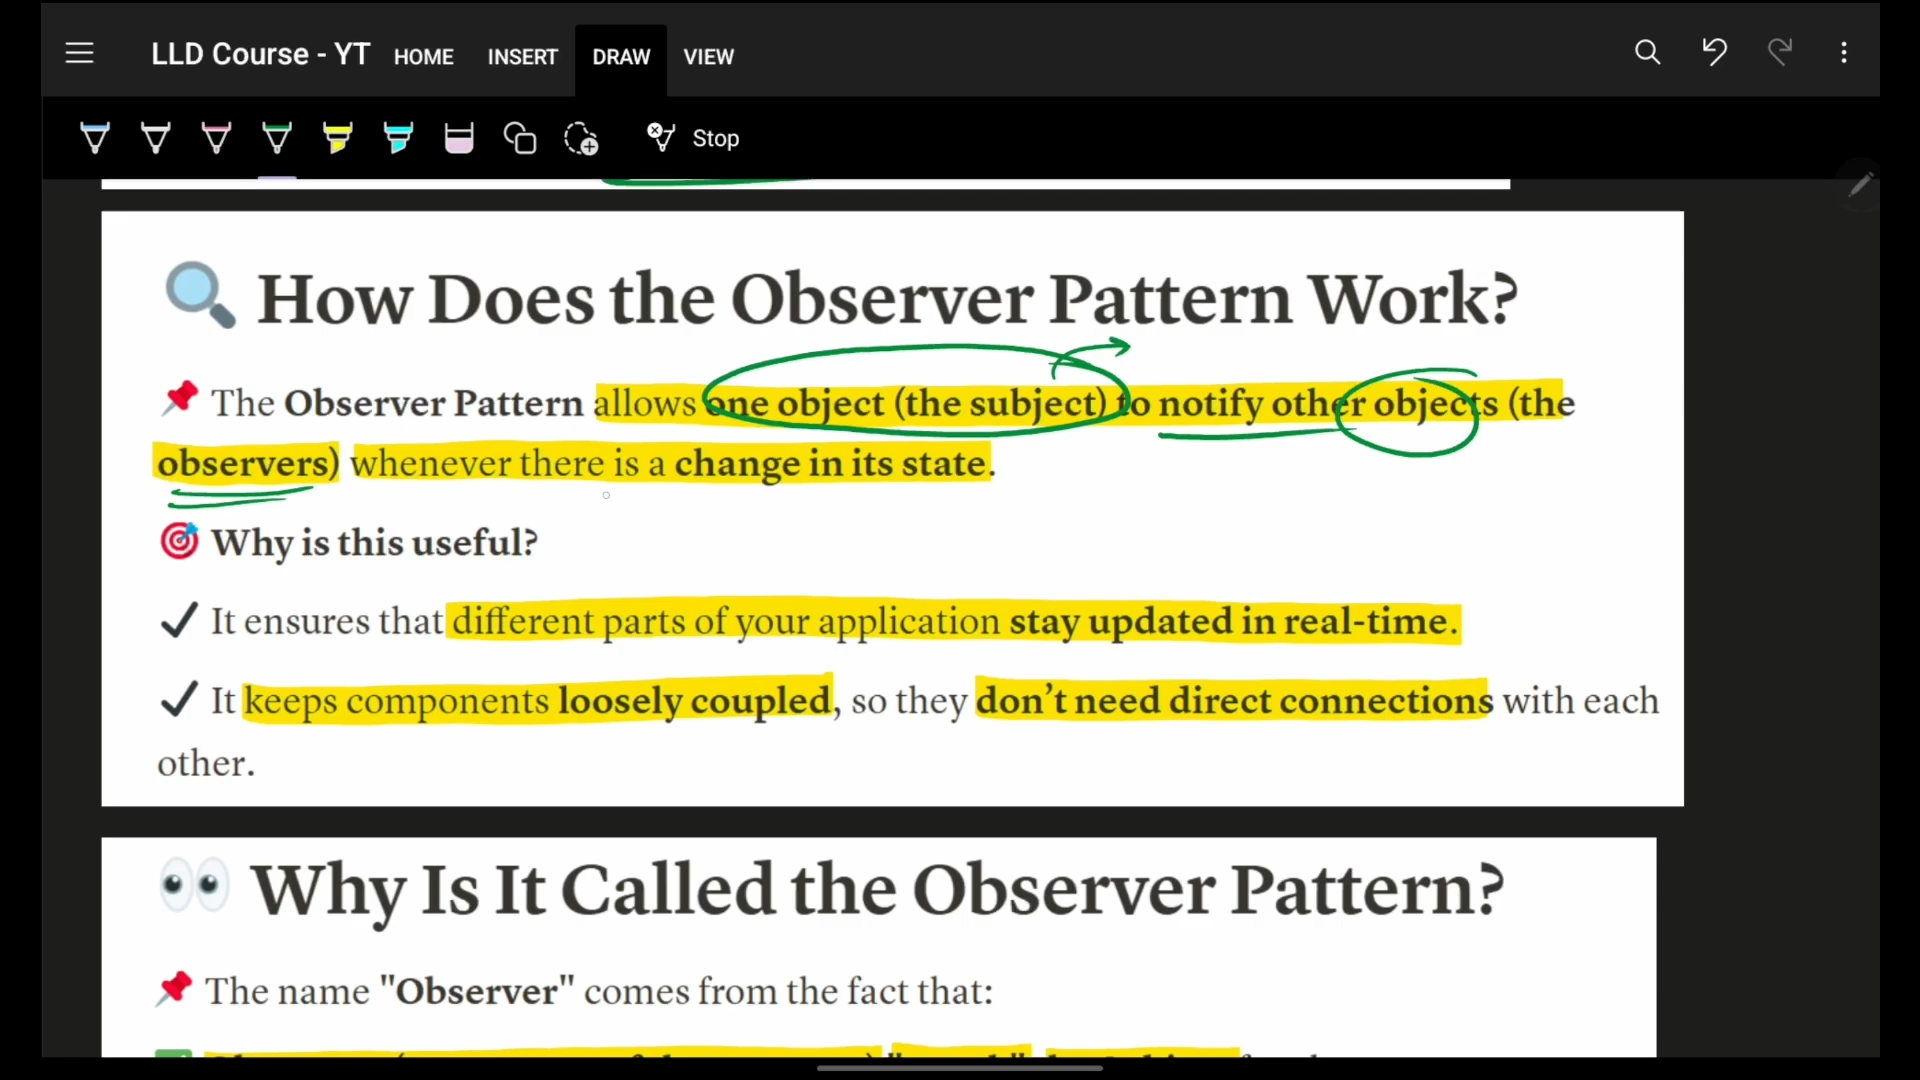 LLD Course - YT HOME INSERT DRAW VIEW
Stop
How Does the Observer Pattern Work?
The Observer Pattern allows one object (the subject) to notify other objects (the
observers) whenever there is a change in its state.
Why is this useful?
It ensures that different parts of your application stay updated in real-time.
It keeps components loosely coupled, so they don’t need direct connections with each
other.
Why Is It Called the Observer Pattern?
The name "Observer" comes from the fact that: